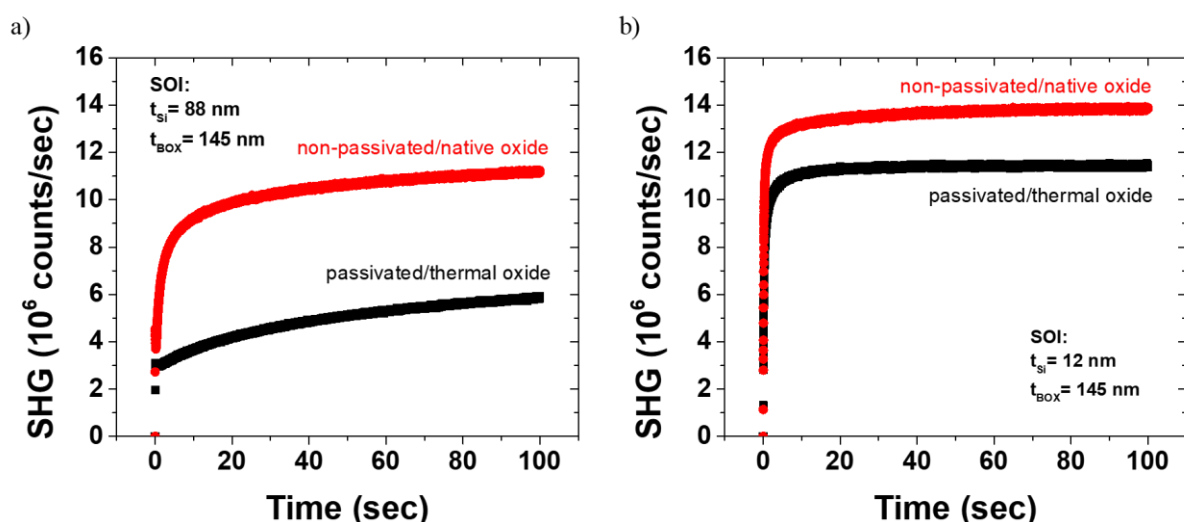 a)
SHG (10⁶ counts/sec)
16
14
12
10
8
6
4
2
0
SOI:
t_Si= 88 nm
t_BOX= 145 nm
non-passivated/native oxide
passivated/thermal oxide
0 20 40 60 80 100
Time (sec)
b)
SHG (10⁶ counts/sec)
16
14
12
10
8
6
4
2
0
non-passivated/native oxide
passivated/thermal oxide
SOI:
t_Si= 12 nm
t_BOX= 145 nm
0 20 40 60 80 100
Time (sec)